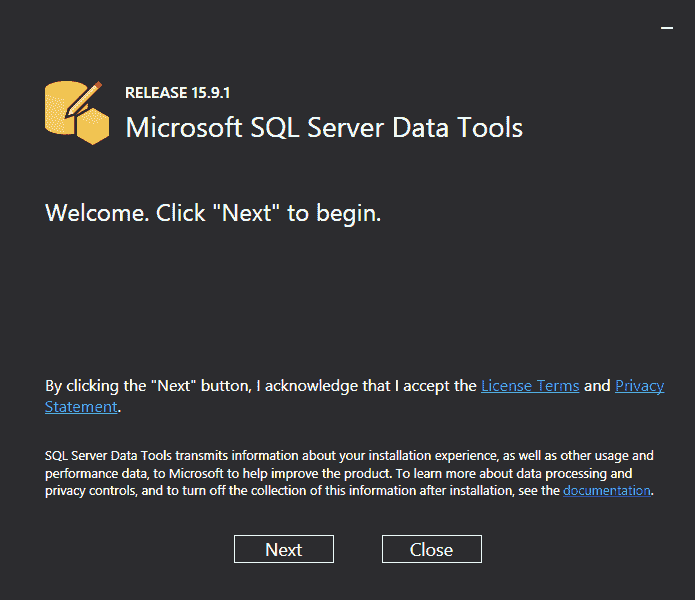 RELEASE 15.9.1
Microsoft SQL Server Data Tools
Welcome. Click "Next" to begin.
By clicking the "Next" button, I acknowledge that I accept the License Terms and Privacy
Statement.
SQL Server Data Tools transmits information about your installation experience, as well as other usage and
performance data, to Microsoft to help improve the product. To learn more about data processing and
privacy controls, and to turn off the collection of this information after installation, see the documentation.
Next Close